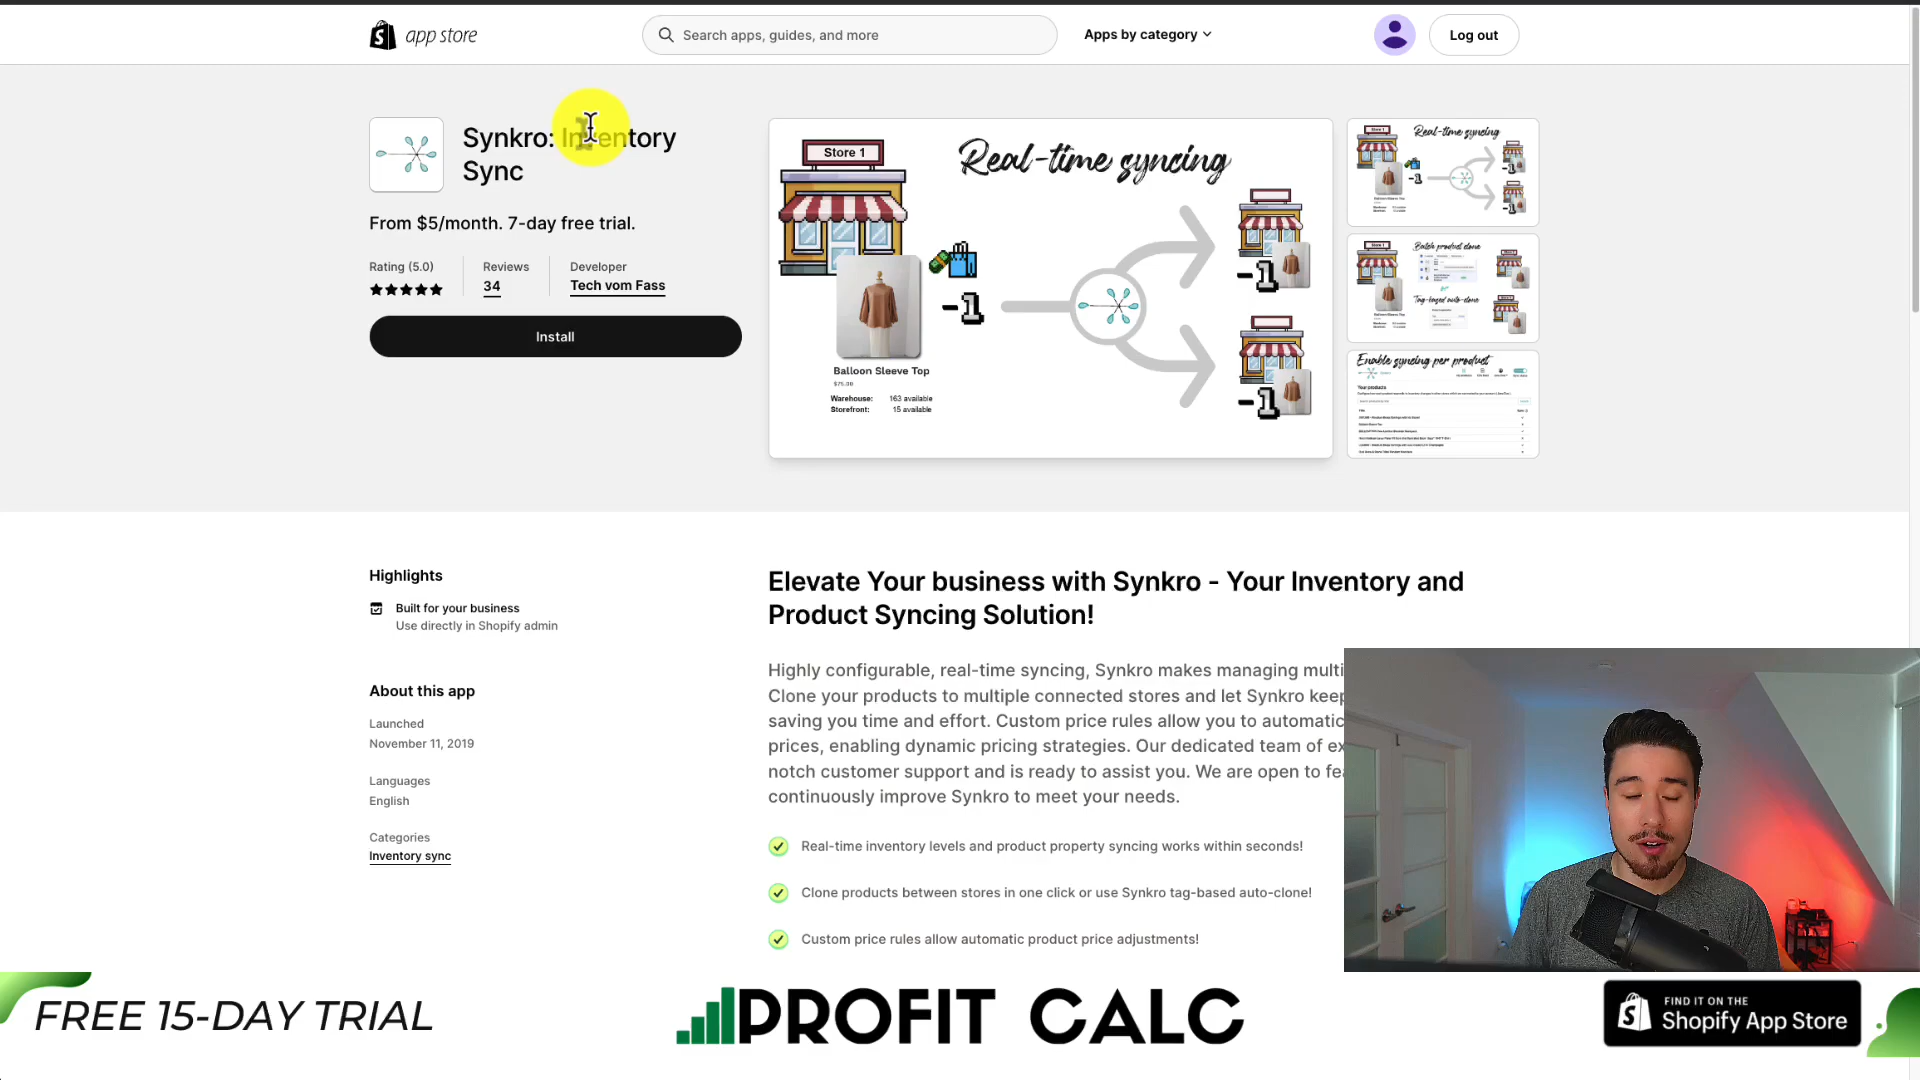 app store
Search apps, guides, and more
Apps by category
Log out
Synkro: Inventory
Sync
From $5/month. 7-day free trial.
Rating (5.0)
Reviews
34
Developer
Tech vom Fass
Install
Store 1
Real-time syncing
-1
-1
-1
Balloon Sleeve Top
$75.00
Warehouse: 163 available
Storefront: 15 available
Real-time syncing
Batch product clone
Tag-based auto-clone
Enable syncing per product
Your products
Highlights
Built for your business
Use directly in Shopify admin
About this app
Launched
November 11, 2019
Languages
English
Categories
Inventory sync
Elevate Your business with Synkro - Your Inventory and
Product Syncing Solution!
Highly configurable, real-time syncing, Synkro makes managing multi
Clone your products to multiple connected stores and let Synkro keep
saving you time and effort. Custom price rules allow you to automatic
prices, enabling dynamic pricing strategies. Our dedicated team of ex
notch customer support and is ready to assist you. We are open to fea
continuously improve Synkro to meet your needs.
Real-time inventory levels and product property syncing works within seconds!
Clone products between stores in one click or use Synkro tag-based auto-clone!
Custom price rules allow automatic product price adjustments!
FREE 15-DAY TRIAL
PROFIT CALC
FIND IT ON THE
Shopify App Store